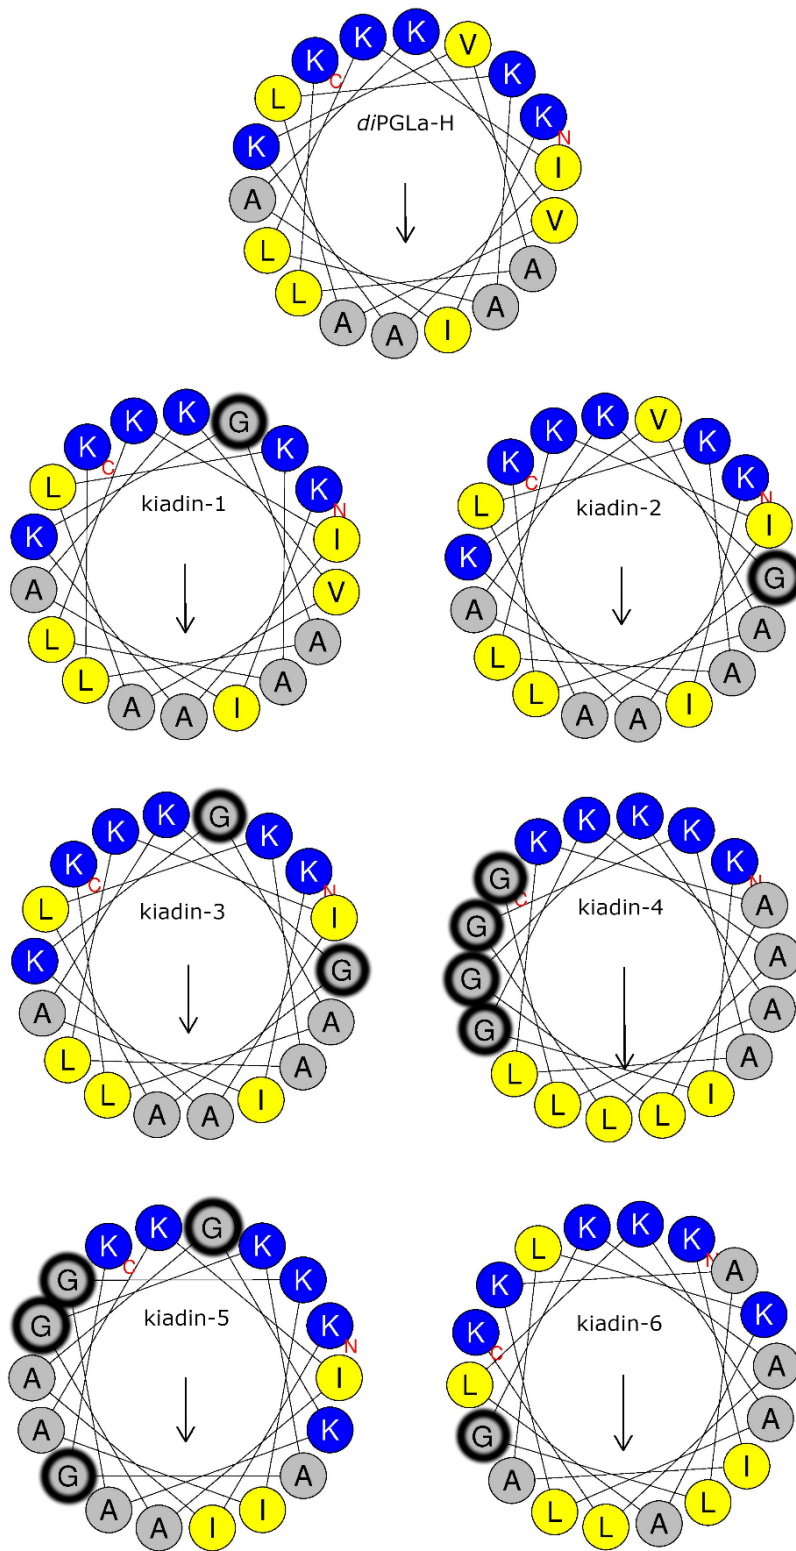 K K K V K
C
L K
diPGLa-H
N
K I
A V
L A
L A
A A I
K K K G K
C
L K
kiadin-1
N
K I
A V
L A
L A
A A I
K K K V K
C
L K
kiadin-2
N
K I
A G
L A
L A
A A I
K K K G K
C
L K
kiadin-3
N
K I
A G
L A
L A
A A I
K K K K K
N
G A
C
kiadin-4
G A
G A
G A
L I
L L L
K K G K
C
G K
kiadin-5
G K
N
A I
A K
G A
A A I I
L K K K
N
A
K K
kiadin-6
K A
C
L A
G I
A L
L L A